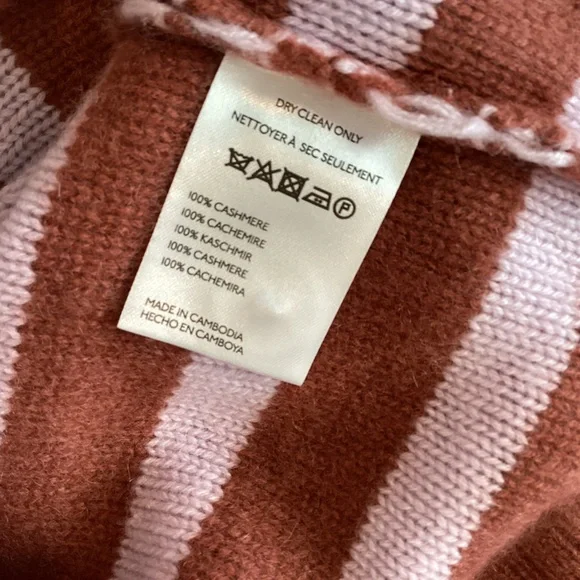 DRY CLEAN ONLY
NETTOYER À SEC SEULEMENT
P
100% CASHMERE
100% CACHEMIRE
100% KASCHMIR
100% CASHMERE
100% CACHEMIRA
MADE IN CAMBODIA
HECHO EN CAMBOYA